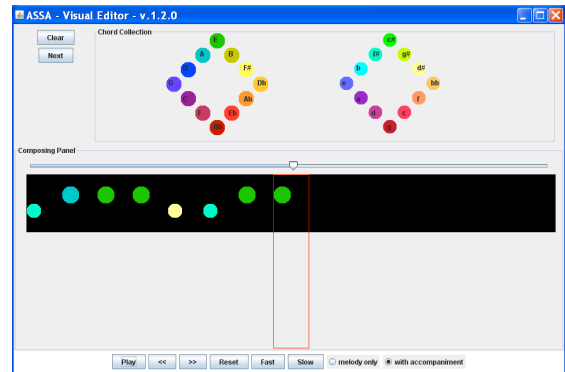 ASSA - Visual Editor - v.1.2.0
Clear
Next
Chord Collection
E
A B
F#
G Db
Ab
F Eb
Bb
c#
f# g#
b d#
e bb
a f
d c
g
Composing Panel
Play << >> Reset Fast Slow melody only with accompaniment